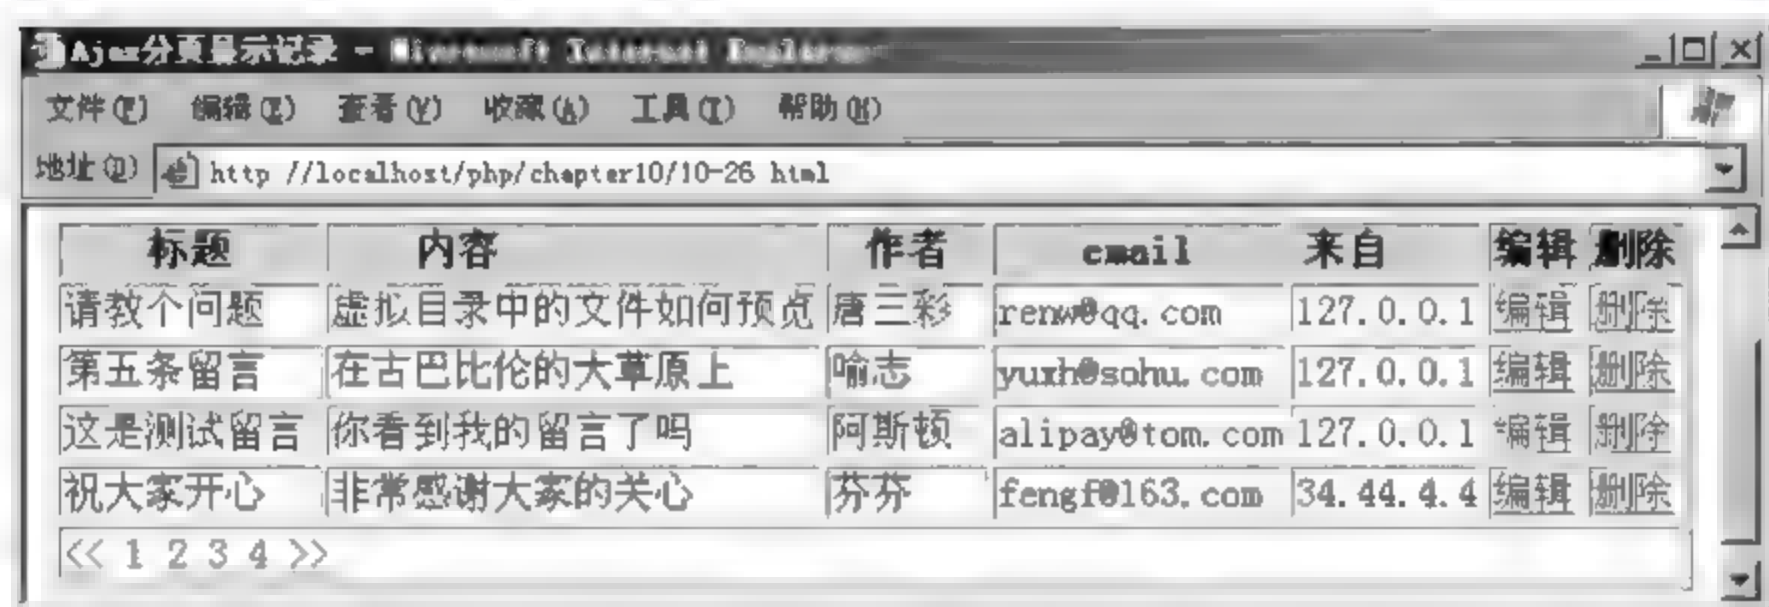 Ajax分页显示记录 - Microsoft Internet Explorer
文件(F) 编辑(E) 查看(V) 收藏(A) 工具(T) 帮助(H)
地址(D) http //localhost/php/chapter10/10-26 html
标题 内容 作者 email 来自 编辑 删除
请教个问题 虚拟目录中的文件如何预览 唐三彩 renw@qq.com 127.0.0.1 编辑 删除
第五条留言 在古巴比伦的大草原上 喻志 yuxh@sohu.com 127.0.0.1 编辑 删除
这是测试留言 你看到我的留言了吗 阿斯顿 alipay@tom.com 127.0.0.1 编辑 删除
祝大家开心 非常感谢大家的关心 芬芬 fengf@163.com 34.44.4.4 编辑 删除
<< 1 2 3 4 >>